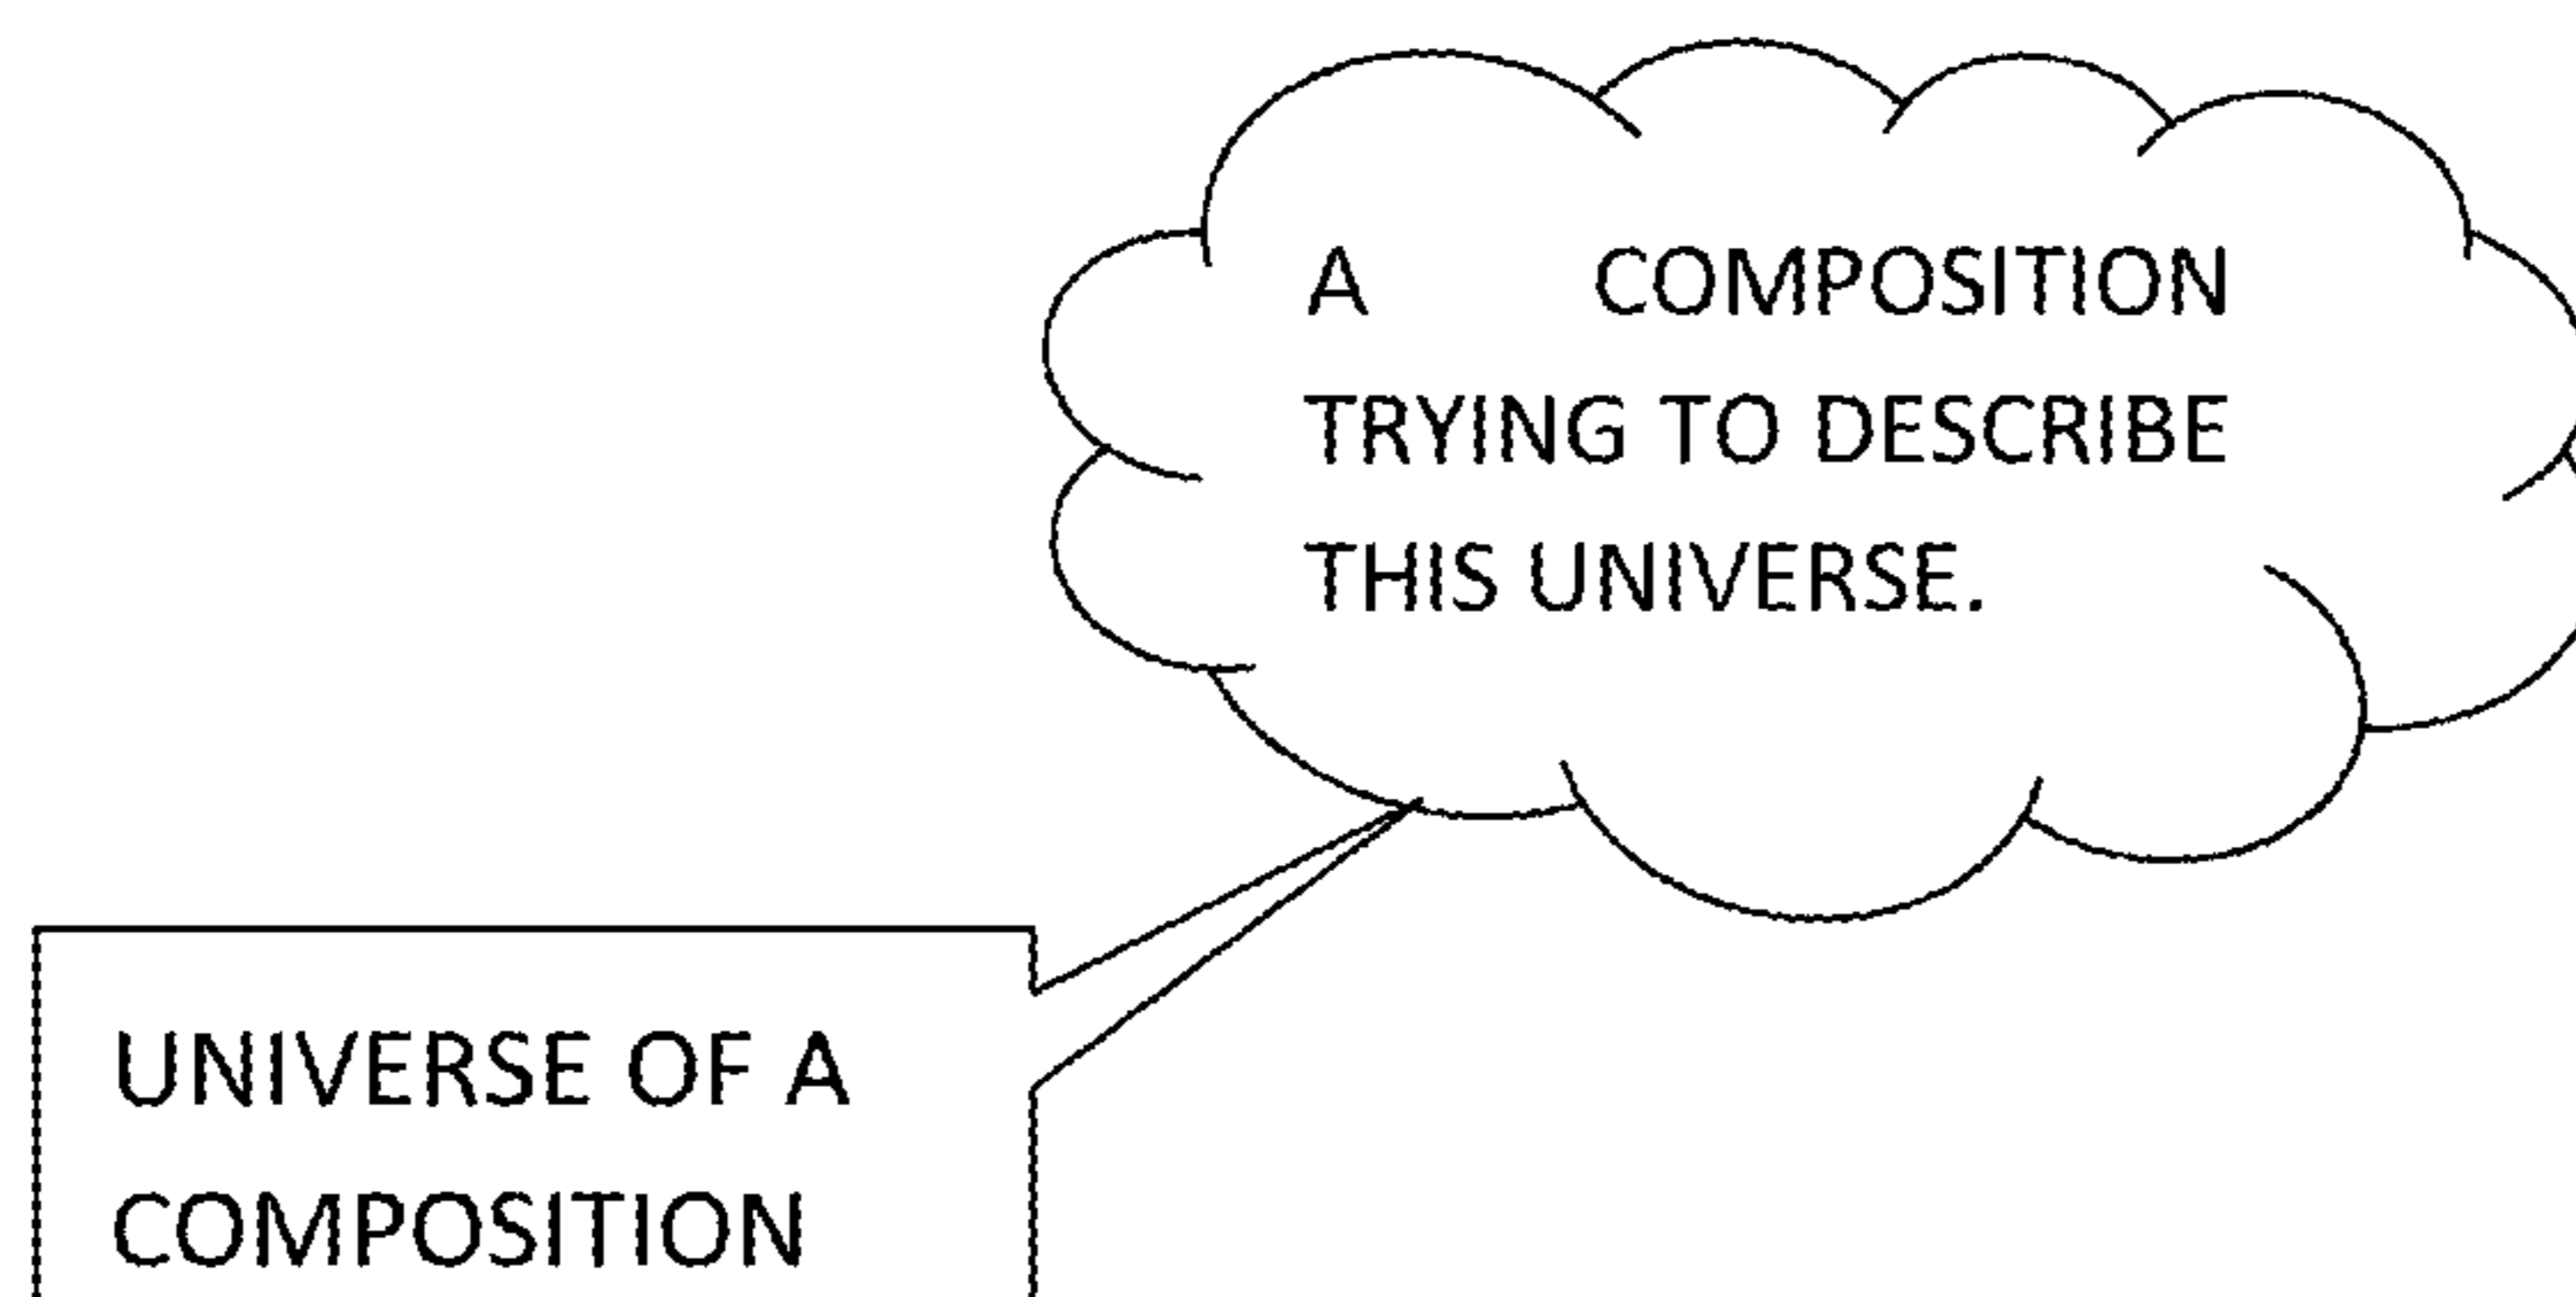 A COMPOSITION
TRYING TO DESCRIBE
THIS UNIVERSE.
UNIVERSE OF A
COMPOSITION